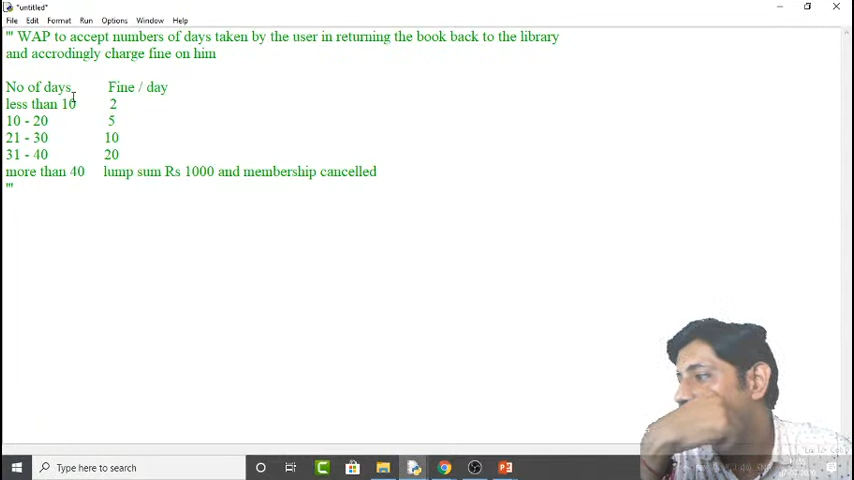 *untitled*
File Edit Format Run Options Window Help
''' WAP to accept numbers of days taken by the user in returning the book back to the library
and accrodingly charge fine on him
No of days Fine / day
less than 10 2
10 - 20 5
21 - 30 10
31 - 40 20
more than 40 lump sum Rs 1000 and membership cancelled
'''
Type here to search